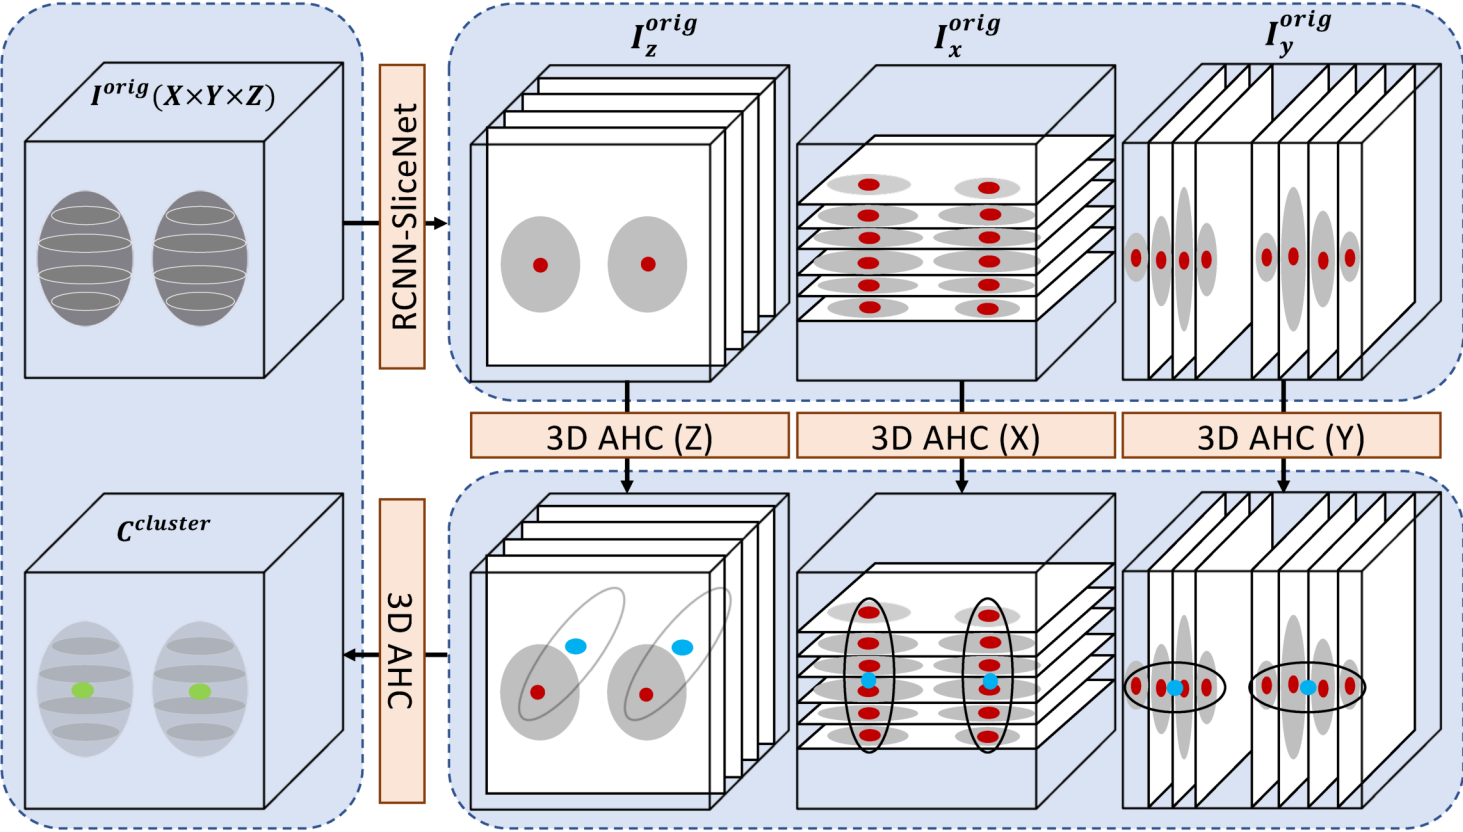 I^{orig}(X×Y×Z)
RCNN-SliceNet
I_z^{orig}
I_x^{orig}
I_y^{orig}
3D AHC (Z)
3D AHC (X)
3D AHC (Y)
C^{cluster}
3D AHC